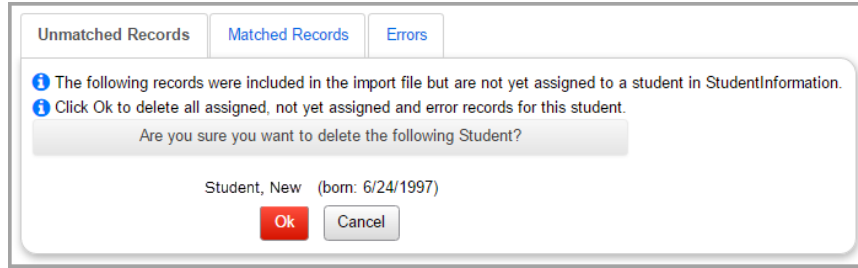 Unmatched Records Matched Records Errors
The following records were included in the import file but are not yet assigned to a student in StudentInformation.
Click Ok to delete all assigned, not yet assigned and error records for this student.
Are you sure you want to delete the following Student?
Student, New (born: 6/24/1997)
Ok Cancel